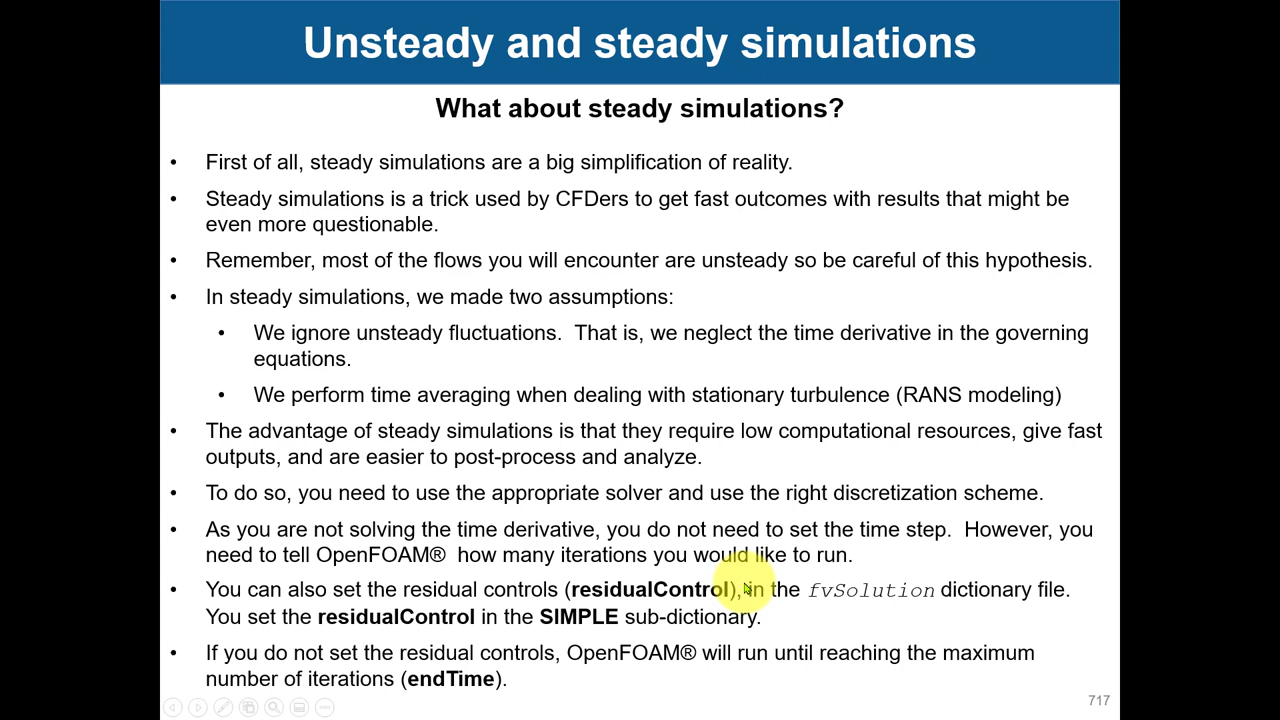 Unsteady and steady simulations
What about steady simulations?
• First of all, steady simulations are a big simplification of reality.
• Steady simulations is a trick used by CFDers to get fast outcomes with results that might be
even more questionable.
• Remember, most of the flows you will encounter are unsteady so be careful of this hypothesis.
• In steady simulations, we made two assumptions:
• We ignore unsteady fluctuations.  That is, we neglect the time derivative in the governing
equations.
• We perform time averaging when dealing with stationary turbulence (RANS modeling)
• The advantage of steady simulations is that they require low computational resources, give fast
outputs, and are easier to post-process and analyze.
• To do so, you need to use the appropriate solver and use the right discretization scheme.
• As you are not solving the time derivative, you do not need to set the time step.  However, you
need to tell OpenFOAM®  how many iterations you would like to run.
• You can also set the residual controls (residualControl), in the fvSolution dictionary file.
You set the residualControl in the SIMPLE sub-dictionary.
• If you do not set the residual controls, OpenFOAM® will run until reaching the maximum
number of iterations (endTime).
717